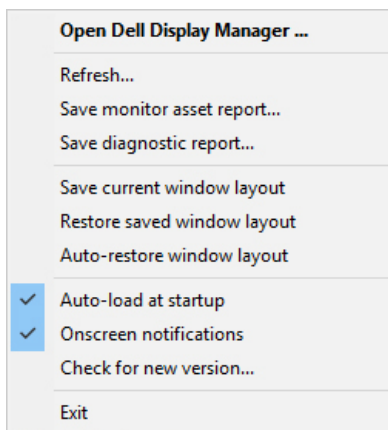 Open Dell Display Manager ...
Refresh...
Save monitor asset report...
Save diagnostic report...
Save current window layout
Restore saved window layout
Auto-restore window layout
Auto-load at startup
Onscreen notifications
Check for new version...
Exit